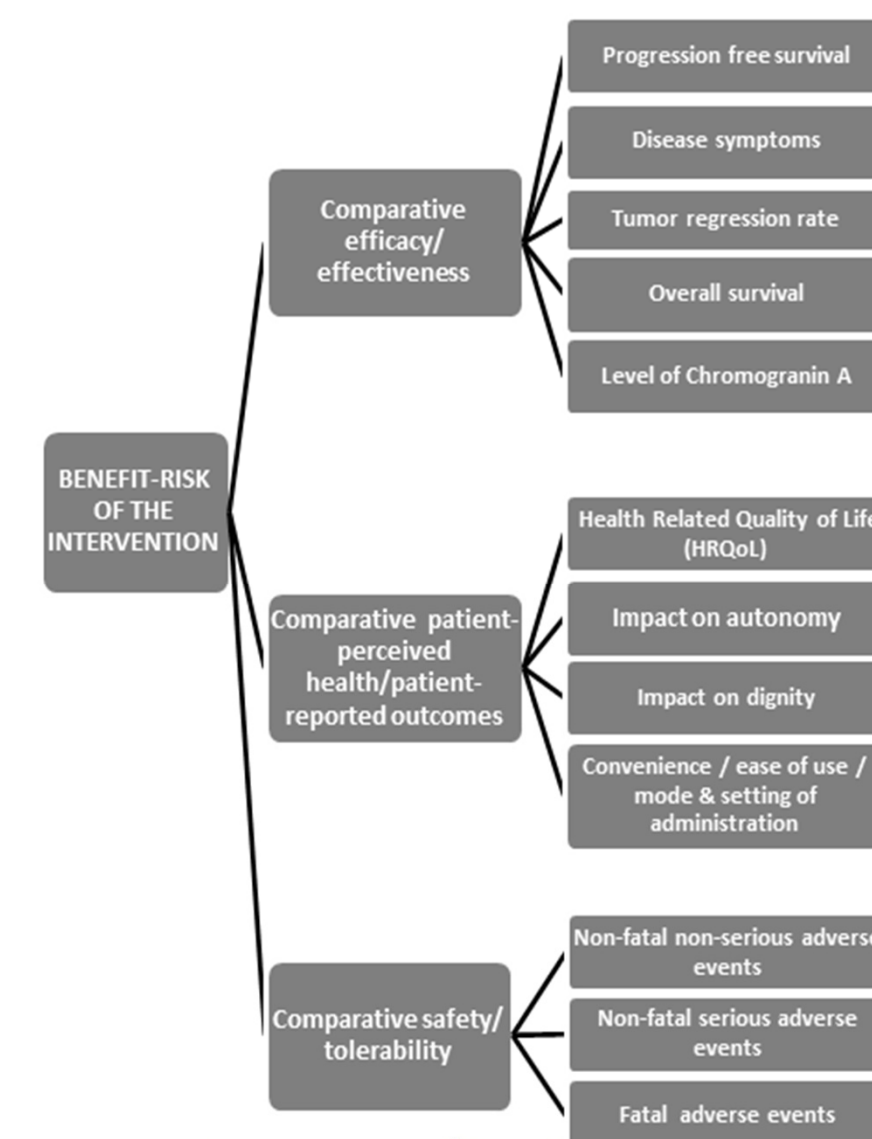 Progression free survival
Disease symptoms
Comparative
efficacy/
effectiveness
Tumor regression rate
Overall survival
Level of Chromogranin A
BENEFIT-RISK
OF THE
INTERVENTION
Health Related Quality of Life
(HRQoL)
Comparative patient-
perceived
health/patient-
reported outcomes
Impact on autonomy
Impact on dignity
Convenience / ease of use /
mode & setting of
administration
Non-fatal non-serious adverse
events
Comparative safety/
tolerability
Non-fatal serious adverse
events
Fatal adverse events